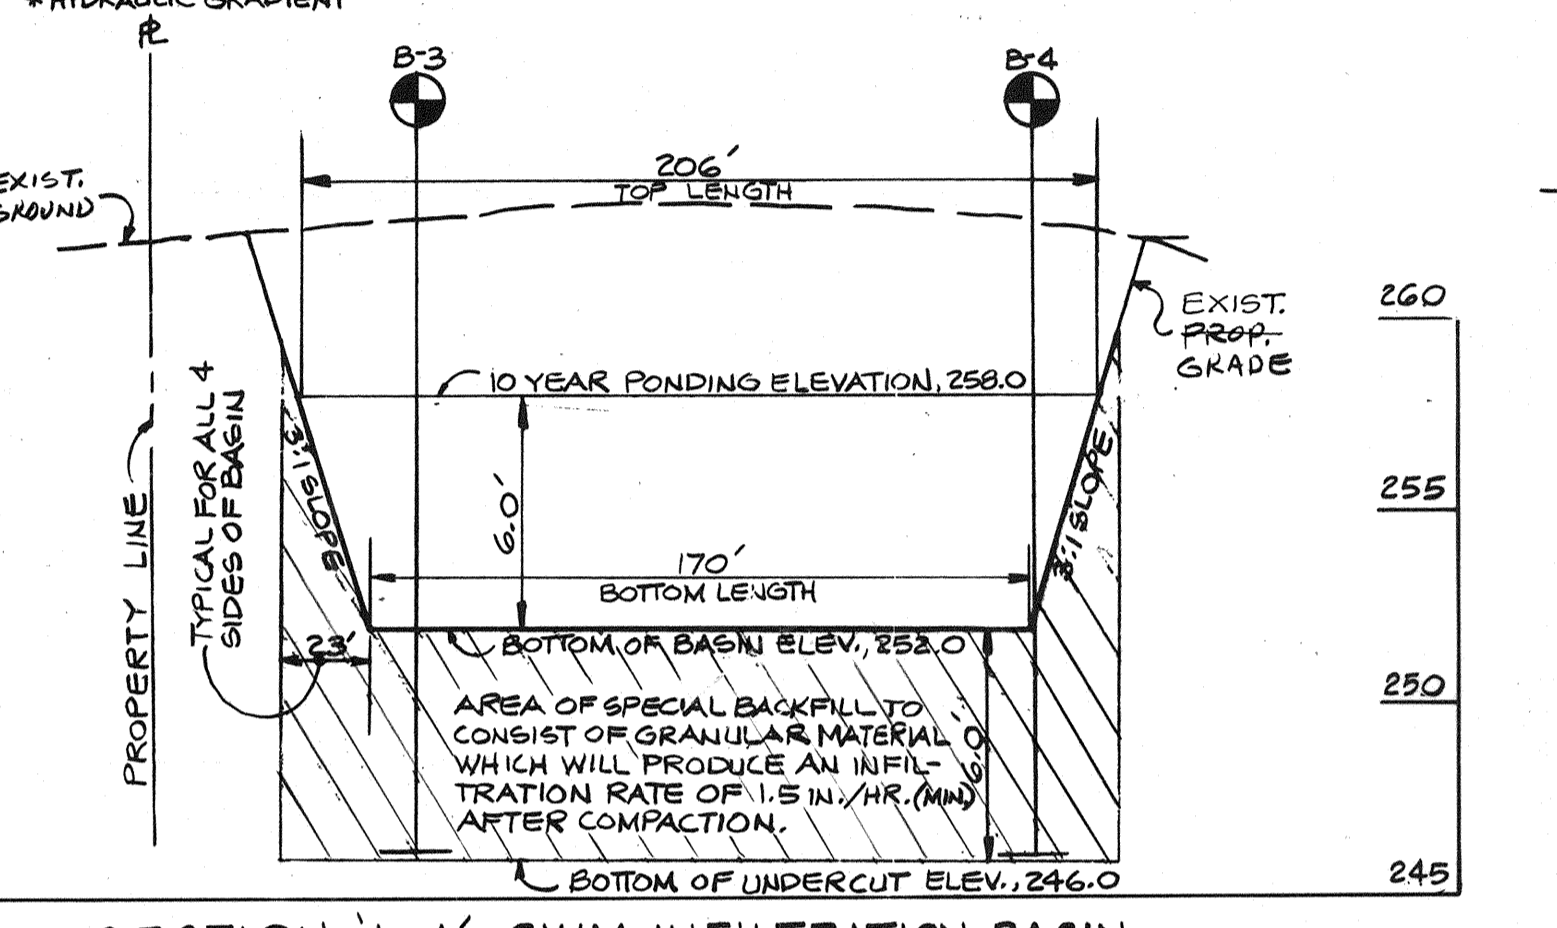 * HYDRAULIC GRADIENT
PL
B-3
B-4
206'
TOP LENGTH
EXIST.
GROUND
EXIST.
PROP.
GRADE
260
10 YEAR PONDING ELEVATION, 258.0
3:1 SLOPE
3:1 SLOPE
255
6.0'
170'
BOTTOM LENGTH
TYPICAL FOR ALL 4
SIDES OF BASIN
PROPERTY LINE
23'
BOTTOM OF BASIN ELEV., 252.0
250
AREA OF SPECIAL BACKFILL TO
CONSIST OF GRANULAR MATERIAL
WHICH WILL PRODUCE AN INFIL-
TRATION RATE OF 1.5 IN./HR. (MIN)
AFTER COMPACTION.
6.0'
BOTTOM OF UNDERCUT ELEV., 246.0
245